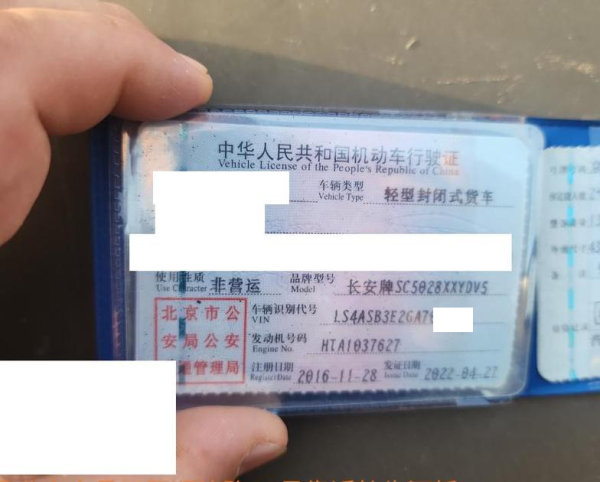 中华人民共和国机动车行驶证
Vehicle License of the People's Republic of China
车辆类型 轻型封闭式货车
Vehicle Type
使用性质 非营运 品牌型号 长安牌SC5028XXYDV5
Use Character Model
北京市公
安局公安
通管理局
车辆识别代号 LS4ASB3E2GA7
VIN
发动机号码
Engine No.
注册日期 2016-11-28 发证日期 2022-04-27
Register Date Issue Date